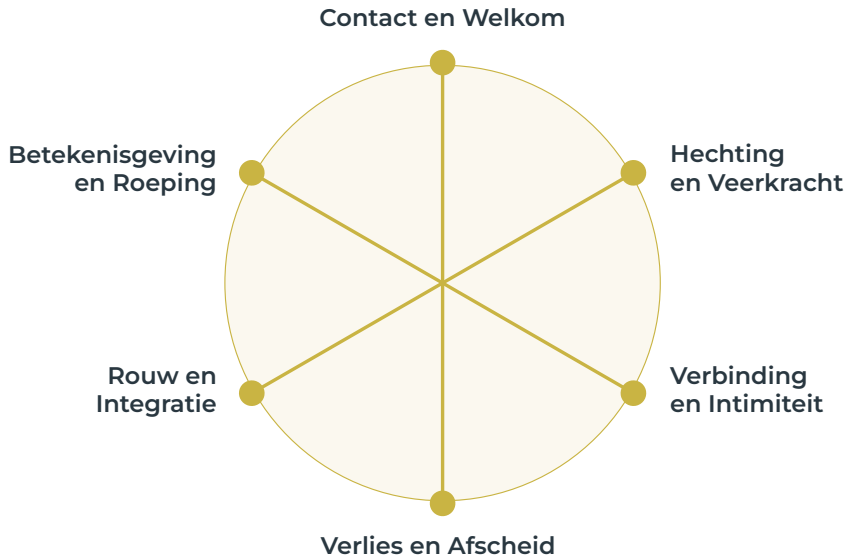 Contact en Welkom
Hechting
en Veerkracht
Verbinding
en Intimiteit
Verlies en Afscheid
Rouw en
Integratie
Betekenisgeving
en Roeping